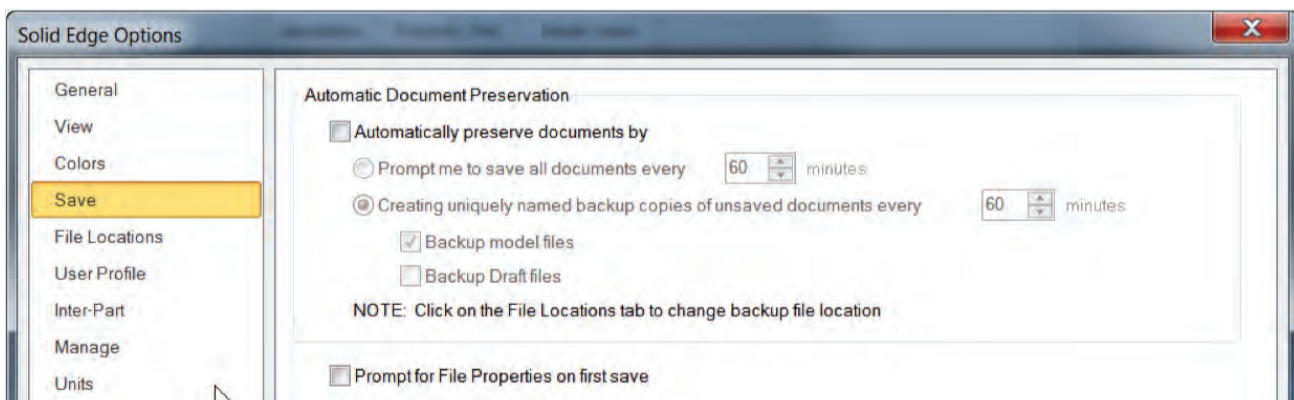 Solid Edge Options
General
View
Colors
Save
File Locations
User Profile
Inter-Part
Manage
Units
Automatic Document Preservation
Automatically preserve documents by
Prompt me to save all documents every 60 minutes
Creating uniquely named backup copies of unsaved documents every 60 minutes
Backup model files
Backup Draft files
NOTE: Click on the File Locations tab to change backup file location
Prompt for File Properties on first save